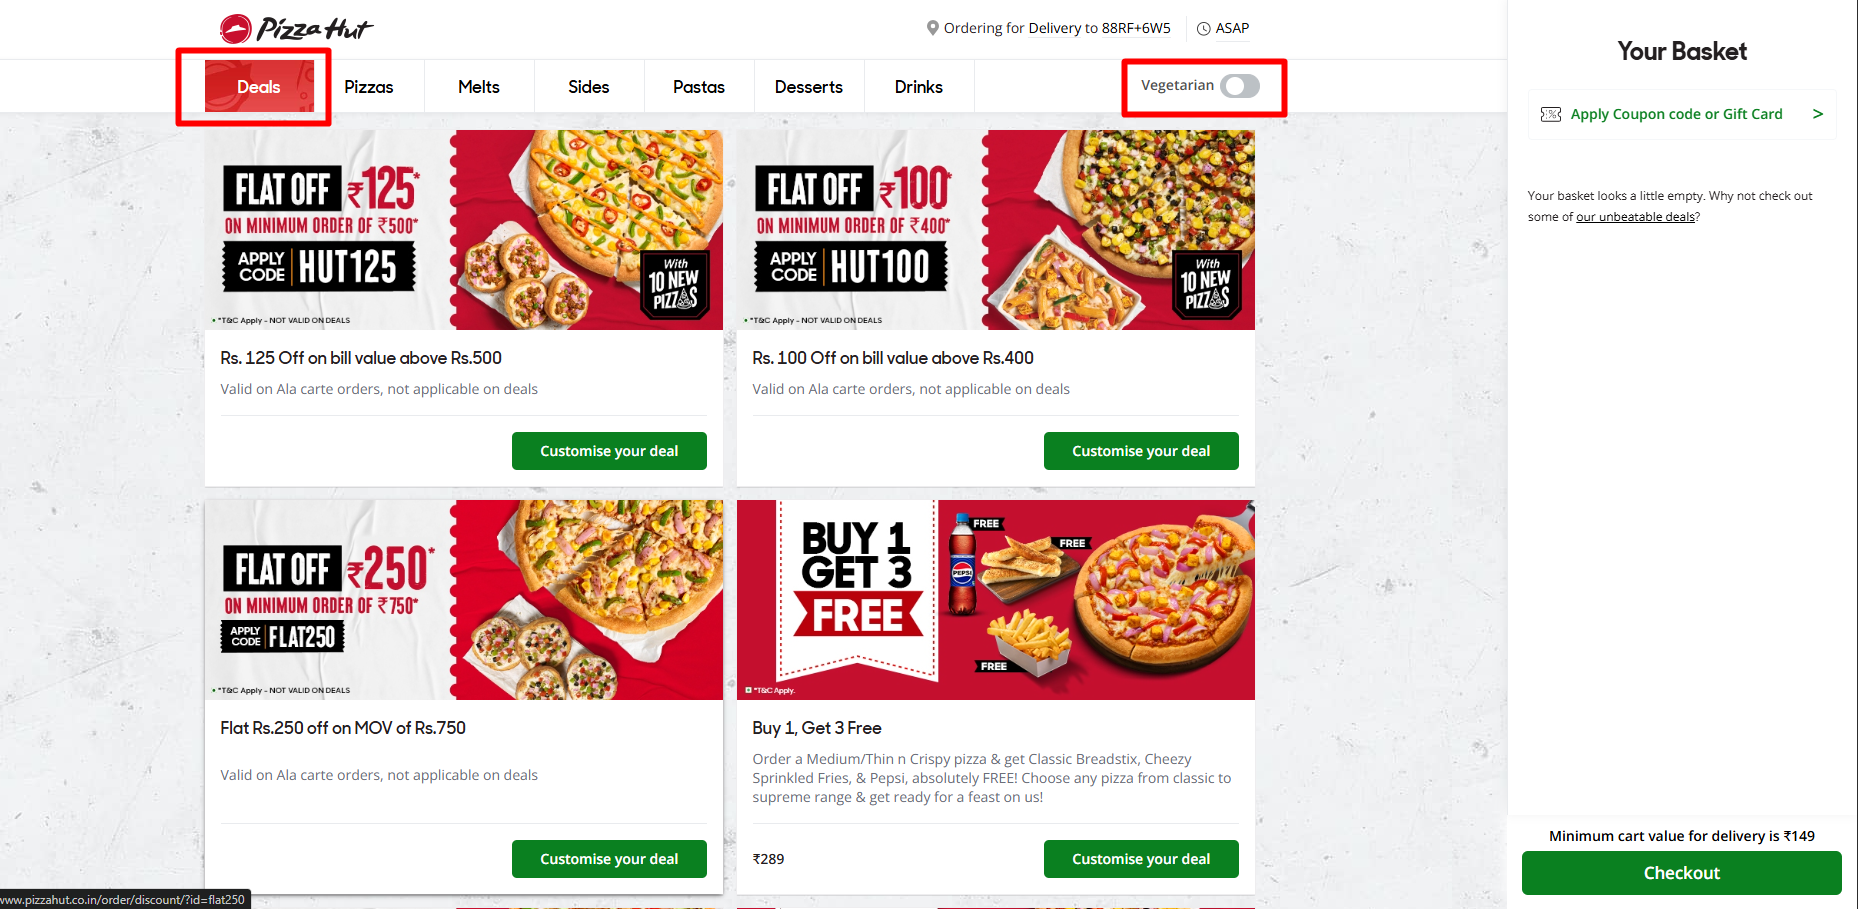 Pizza Hut
Ordering for Delivery to 88RF+6W5
ASAP
Deals
Pizzas
Melts
Sides
Pastas
Desserts
Drinks
Vegetarian
FLAT OFF ₹125*
ON MINIMUM ORDER OF ₹500*
APPLY CODE HUT125
With
10 NEW
PIZZAS
*T&C Apply - NOT VALID ON DEALS
Rs. 125 Off on bill value above Rs.500
Valid on Ala carte orders, not applicable on deals
Customise your deal
FLAT OFF ₹100*
ON MINIMUM ORDER OF ₹400*
APPLY CODE HUT100
With
10 NEW
PIZZAS
*T&C Apply - NOT VALID ON DEALS
Rs. 100 Off on bill value above Rs.400
Valid on Ala carte orders, not applicable on deals
Customise your deal
FLAT OFF ₹250*
ON MINIMUM ORDER OF ₹750*
APPLY CODE FLAT250
*T&C Apply - NOT VALID ON DEALS
Flat Rs.250 off on MOV of Rs.750
Valid on Ala carte orders, not applicable on deals
Customise your deal
BUY 1
GET 3
FREE
FREE
FREE
FREE
PEPSI
*T&C Apply.
Buy 1, Get 3 Free
Order a Medium/Thin n Crispy pizza & get Classic Breadstix, Cheezy
Sprinkled Fries, & Pepsi, absolutely FREE! Choose any pizza from classic to
supreme range & get ready for a feast on us!
₹289
Customise your deal
Your Basket
Apply Coupon code or Gift Card >
Your basket looks a little empty. Why not check out
some of our unbeatable deals?
Minimum cart value for delivery is ₹149
Checkout
www.pizzahut.co.in/order/discount/?id=flat250